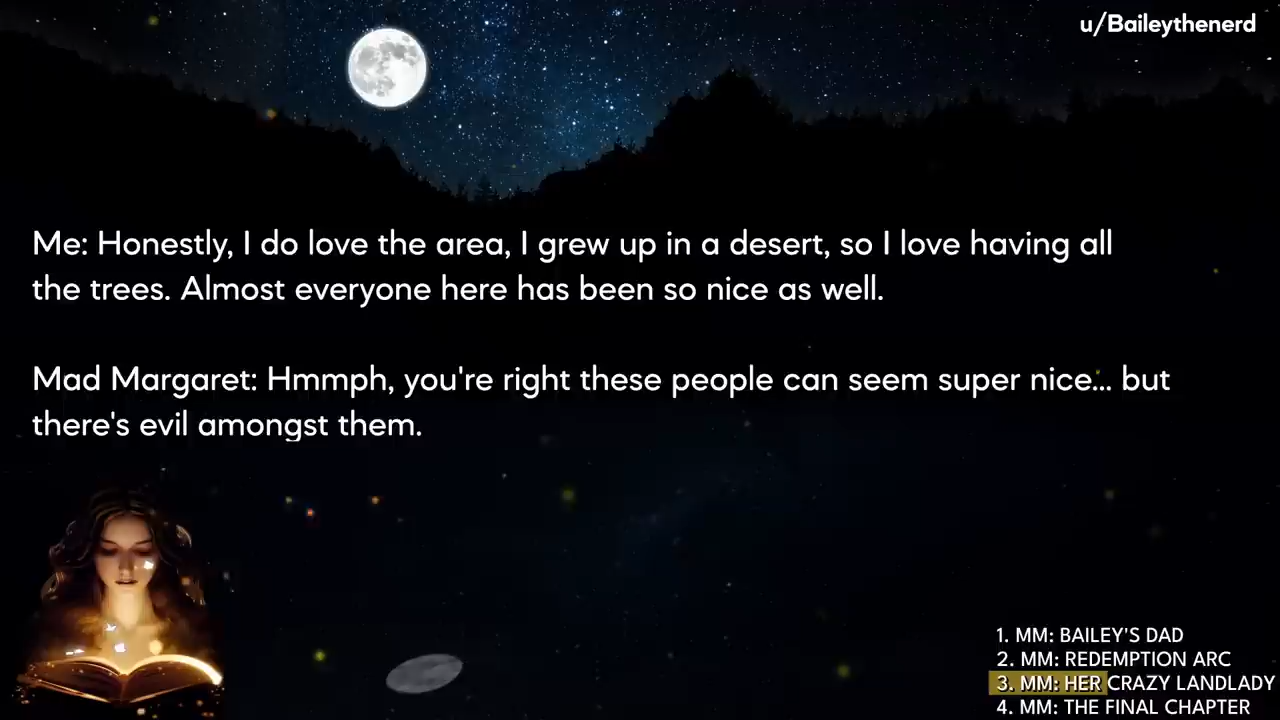 u/Baileythenerd
Me: Honestly, I do love the area, I grew up in a desert, so I love having all
the trees. Almost everyone here has been so nice as well.
Mad Margaret: Hmmph, you're right these people can seem super nice... but
there's evil amongst them.
1. MM: BAILEY'S DAD
2. MM: REDEMPTION ARC
3. MM: HER CRAZY LANDLADY
4. MM: THE FINAL CHAPTER